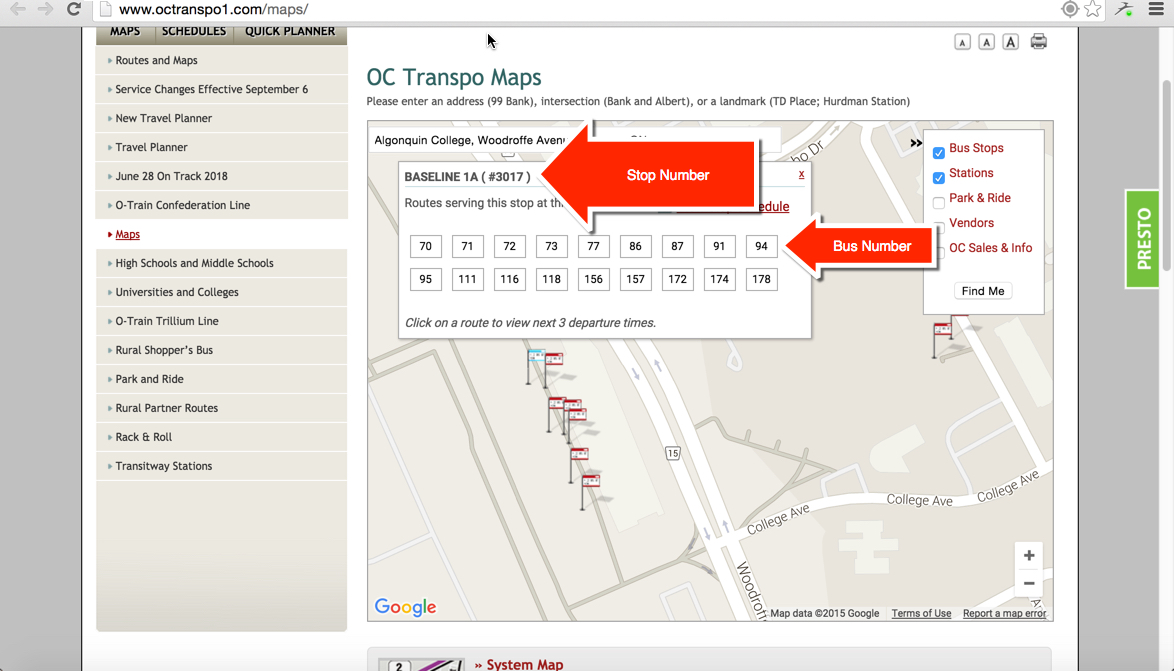 www.octranspo1.com/maps/
MAPS SCHEDULES QUICK PLANNER
Routes and Maps
Service Changes Effective September 6
New Travel Planner
Travel Planner
June 28 On Track 2018
O-Train Confederation Line
Maps
High Schools and Middle Schools
Universities and Colleges
O-Train Trillium Line
Rural Shopper's Bus
Park and Ride
Rural Partner Routes
Rack & Roll
Transitway Stations
A A A
OC Transpo Maps
Please enter an address (99 Bank), intersection (Bank and Albert), or a landmark (TD Place; Hurdman Station)
Algonquin College, Woodroffe
BASELINE 1A ( #3017 )
x
Stop Number
Routes serving this stop at
70 71 72 73 77 86 87 91 94
Bus Number
95 111 116 118 156 157 172 174 178
Click on a route to view next 3 departure times.
»
Bus Stops
Stations
Park & Ride
Vendors
OC Sales & Info
Find Me
PRESTO
15
College Ave
College Ave
College Ave
+
−
Google
Map data ©2015 Google Terms of Use Report a map error
2
» System Map